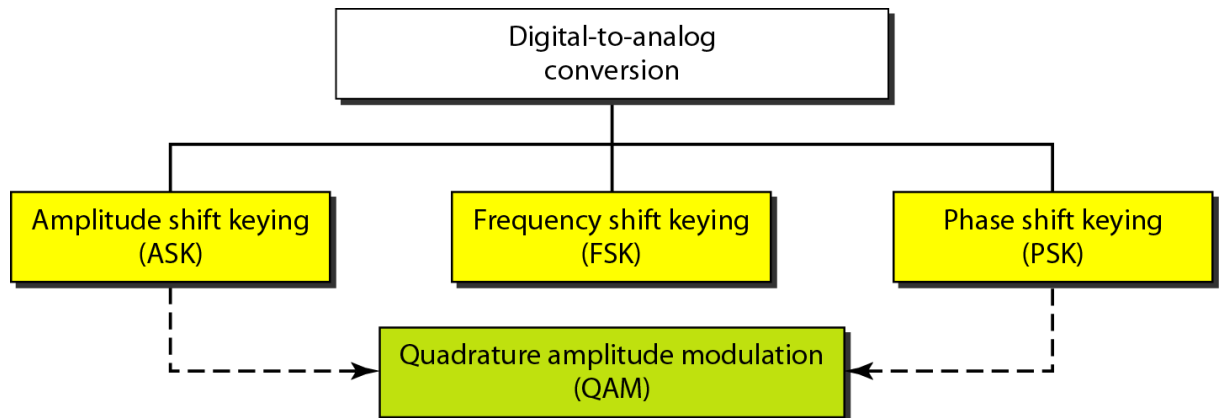 Digital-to-analog
conversion
Amplitude shift keying
(ASK)
Frequency shift keying
(FSK)
Phase shift keying
(PSK)
Quadrature amplitude modulation
(QAM)